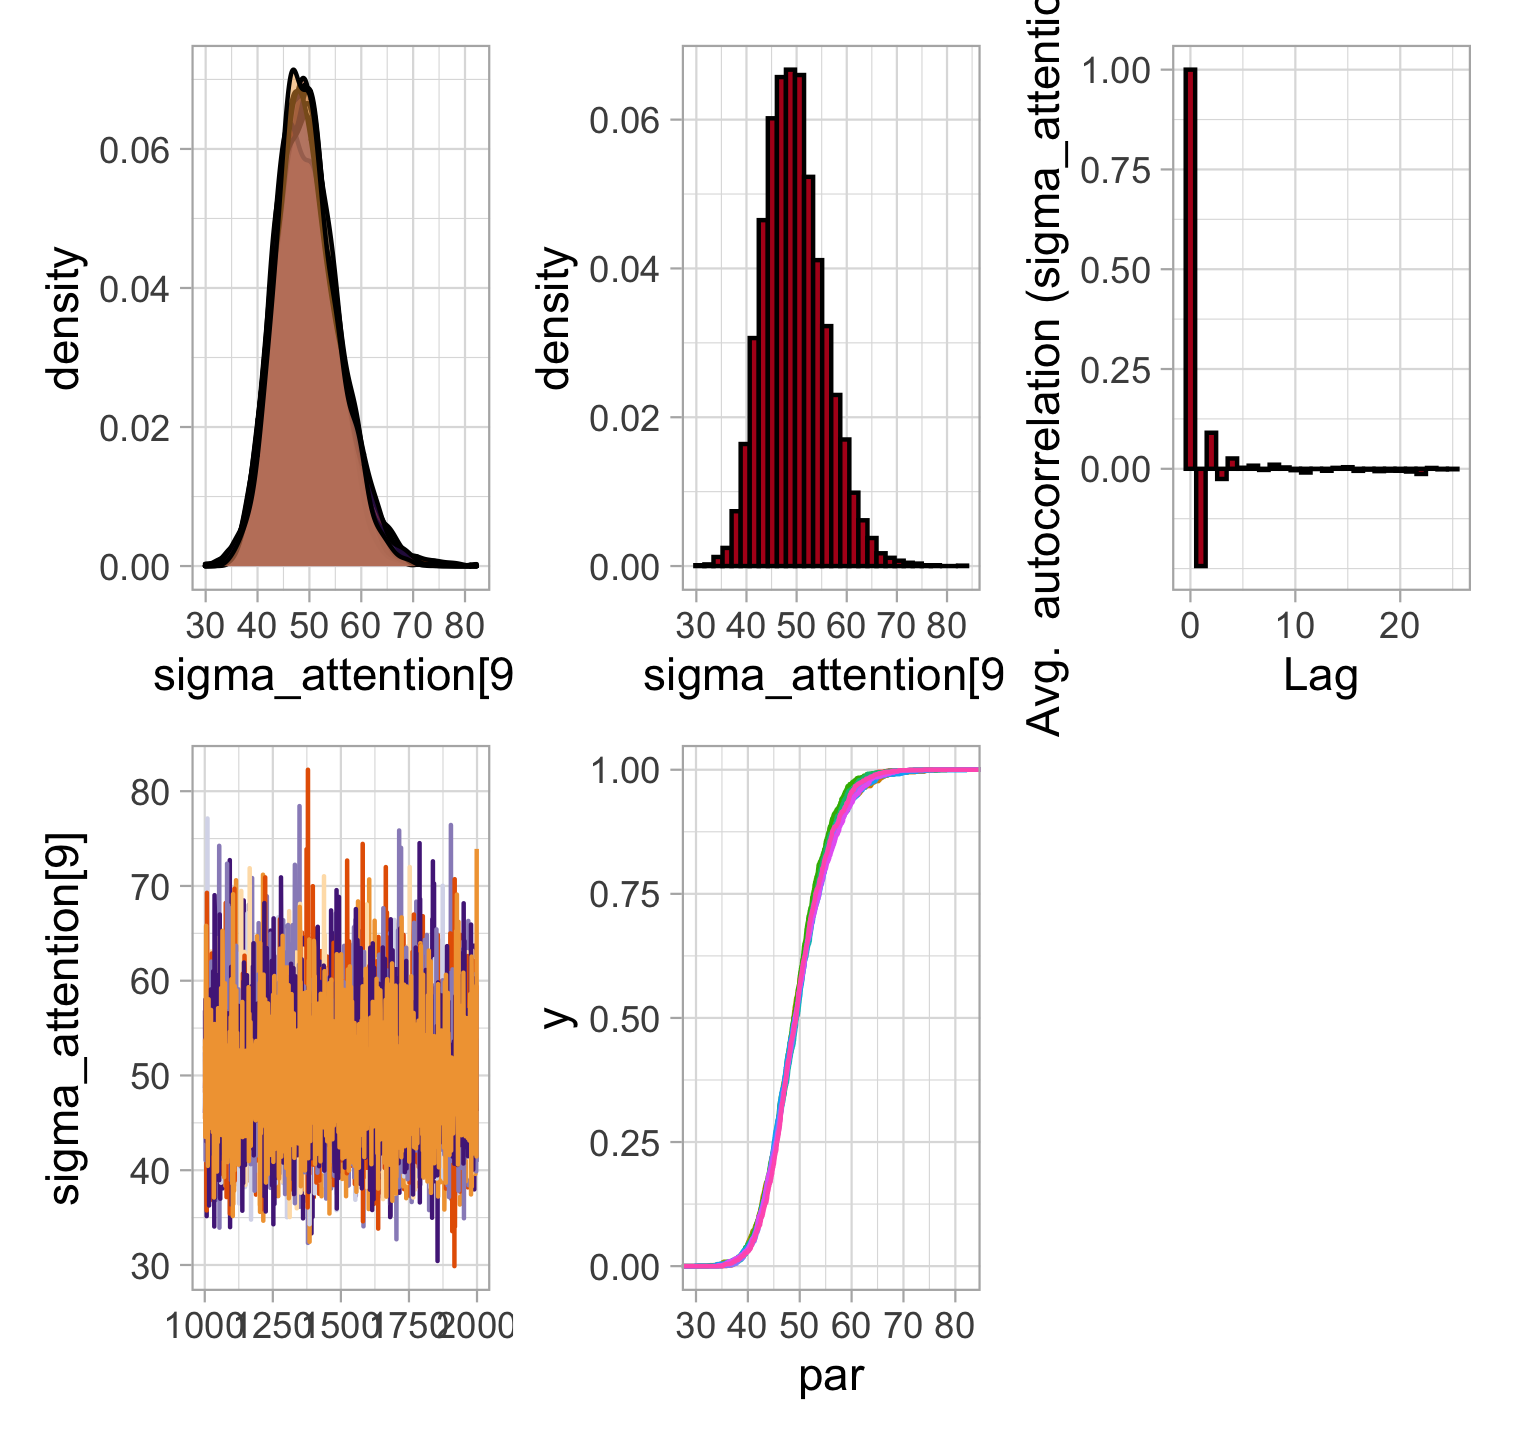 density
0.06
0.04
0.02
0.00
30 40 50 60 70 80
sigma_attention[9
density
0.06
0.04
0.02
0.00
30 40 50 60 70 80
sigma_attention[9
Avg. autocorrelation (sigma_attentio
1.00
0.75
0.50
0.25
0.00
0 10 20
Lag
sigma_attention[9]
80
70
60
50
40
30
1000 1250 1500 1750 2000
y
1.00
0.75
0.50
0.25
0.00
30 40 50 60 70 80
par